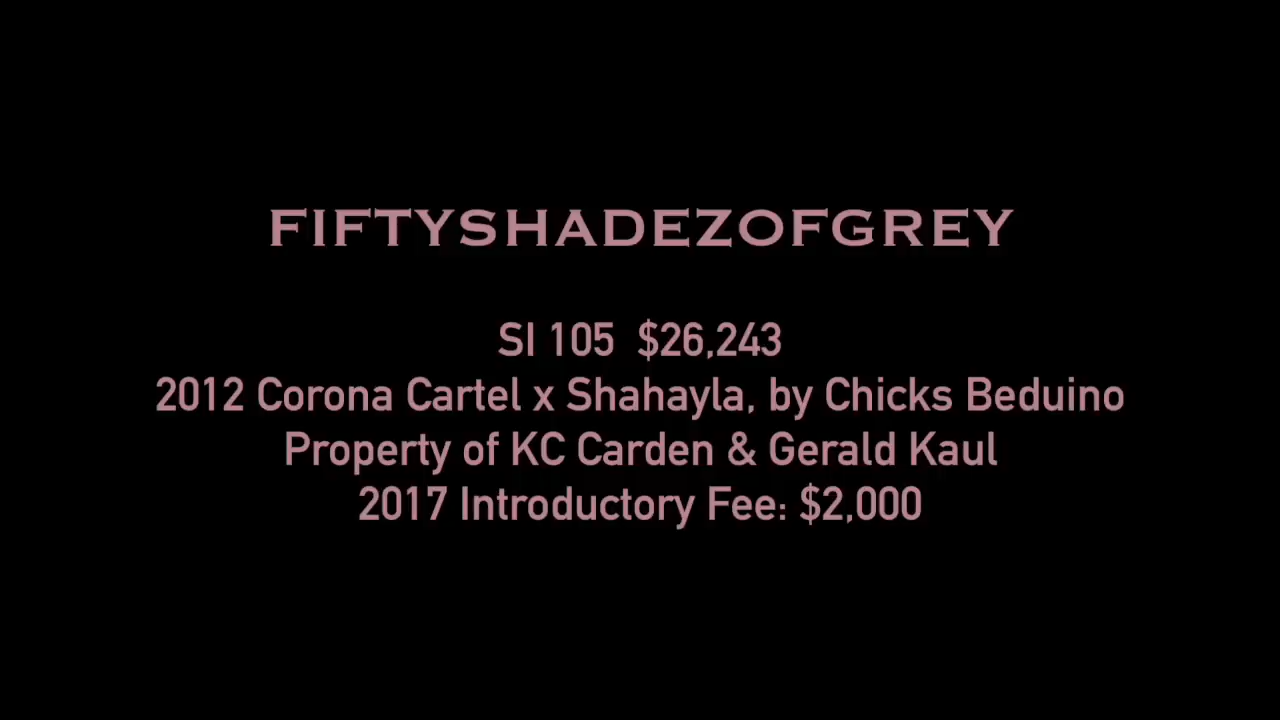 FIFTYSHADEZOFGREY
SI 105 $26,243
2012 Corona Cartel x Shahayla, by Chicks Beduino
Property of KC Carden & Gerald Kaul
2017 Introductory Fee: $2,000